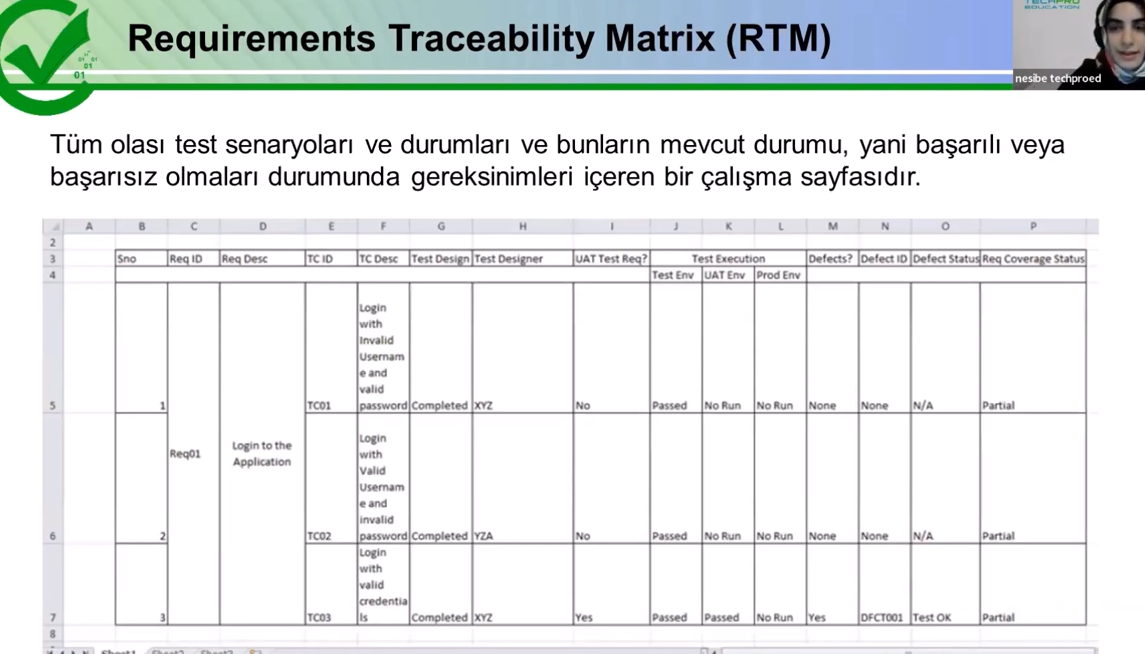 Requirements Traceability Matrix (RTM)
TECHPRO
EDUCATION
nesibe techproed
01 01
01
01
Tüm olası test senaryoları ve durumları ve bunların mevcut durumu, yani başarılı veya
başarısız olmaları durumunda gereksinimleri içeren bir çalışma sayfasıdır.
A B C D E F G H I J K L M N O P
2
3 Sno Req ID Req Desc TC ID TC Desc Test Design Test Designer UAT Test Req? Test Execution Defects? Defect ID Defect Status Req Coverage Status
4 Test Env UAT Env Prod Env
Login
with
Invalid
Usernam
e and
valid
5 1 TC01 password Completed XYZ No Passed No Run No Run None None N/A Partial
Req01 Login to the
Application
Login
with
Valid
Usernam
e and
invalid
6 2 TC02 password Completed YZA No Passed No Run No Run None None N/A Partial
Login
with
valid
credentia
7 3 TC03 ls Completed XYZ Yes Passed Passed No Run Yes DFCT001 Test OK Partial
8
Sheet1 Sheet2 Sheet3